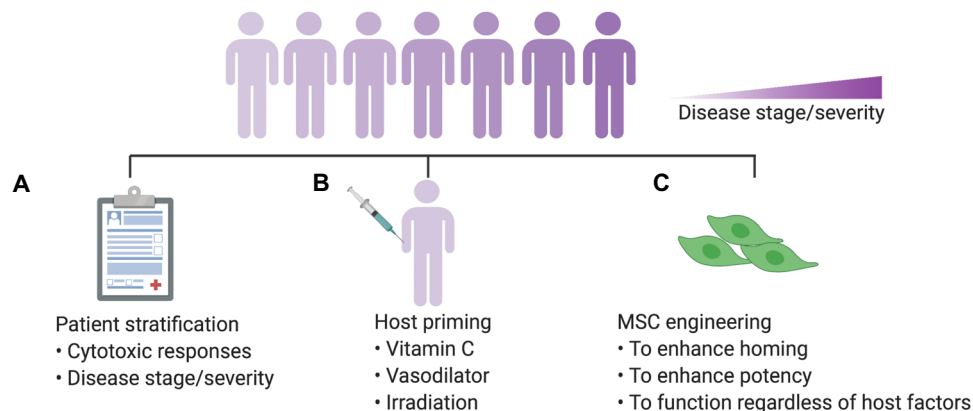 Disease stage/severity
A
B
C
Patient stratification
• Cytotoxic responses
• Disease stage/severity
Host priming
• Vitamin C
• Vasodilator
• Irradiation
MSC engineering
• To enhance homing
• To enhance potency
• To function regardless of host factors